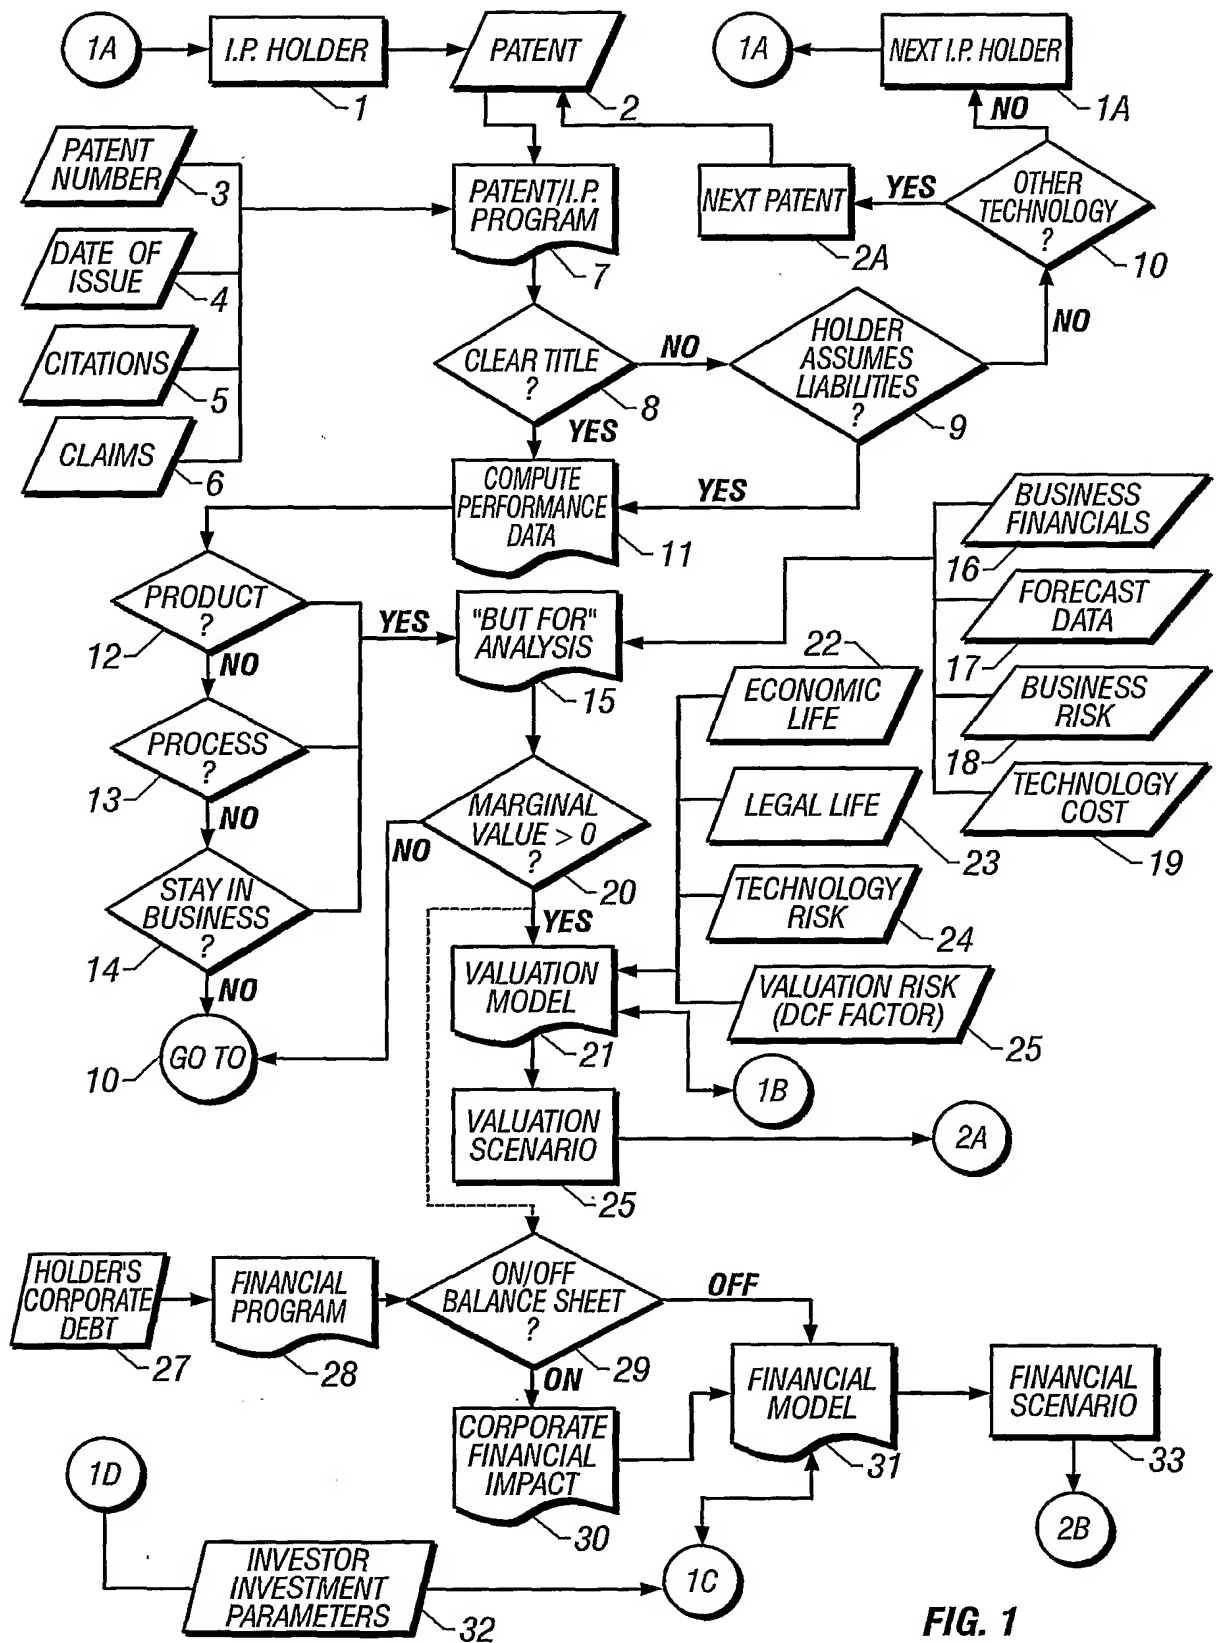 1A
I.P. HOLDER
1
PATENT
2
1A
NEXT I.P. HOLDER
1A
NO
PATENT
NUMBER
3
DATE OF
ISSUE
4
CITATIONS
5
CLAIMS
6
PATENT/I.P.
PROGRAM
7
NEXT PATENT
2A
YES
OTHER
TECHNOLOGY
?
10
NO
CLEAR TITLE
?
8
NO
YES
HOLDER
ASSUMES
LIABILITIES
?
9
YES
COMPUTE
PERFORMANCE
DATA
11
PRODUCT
?
12
NO
PROCESS
?
13
NO
STAY IN
BUSINESS
?
14
NO
GO TO
10
YES
"BUT FOR"
ANALYSIS
15
BUSINESS
FINANCIALS
16
FORECAST
DATA
17
BUSINESS
RISK
18
TECHNOLOGY
COST
19
MARGINAL
VALUE > 0
?
20
NO
YES
22
ECONOMIC
LIFE
LEGAL LIFE
23
TECHNOLOGY
RISK
24
VALUATION RISK
(DCF FACTOR)
25
VALUATION
MODEL
21
1B
VALUATION
SCENARIO
25
2A
HOLDER'S
CORPORATE
DEBT
27
FINANCIAL
PROGRAM
28
ON/OFF
BALANCE SHEET
?
29
OFF
ON
CORPORATE
FINANCIAL
IMPACT
30
FINANCIAL
MODEL
31
FINANCIAL
SCENARIO
33
2B
1D
INVESTOR
INVESTMENT
PARAMETERS
32
1C
FIG. 1